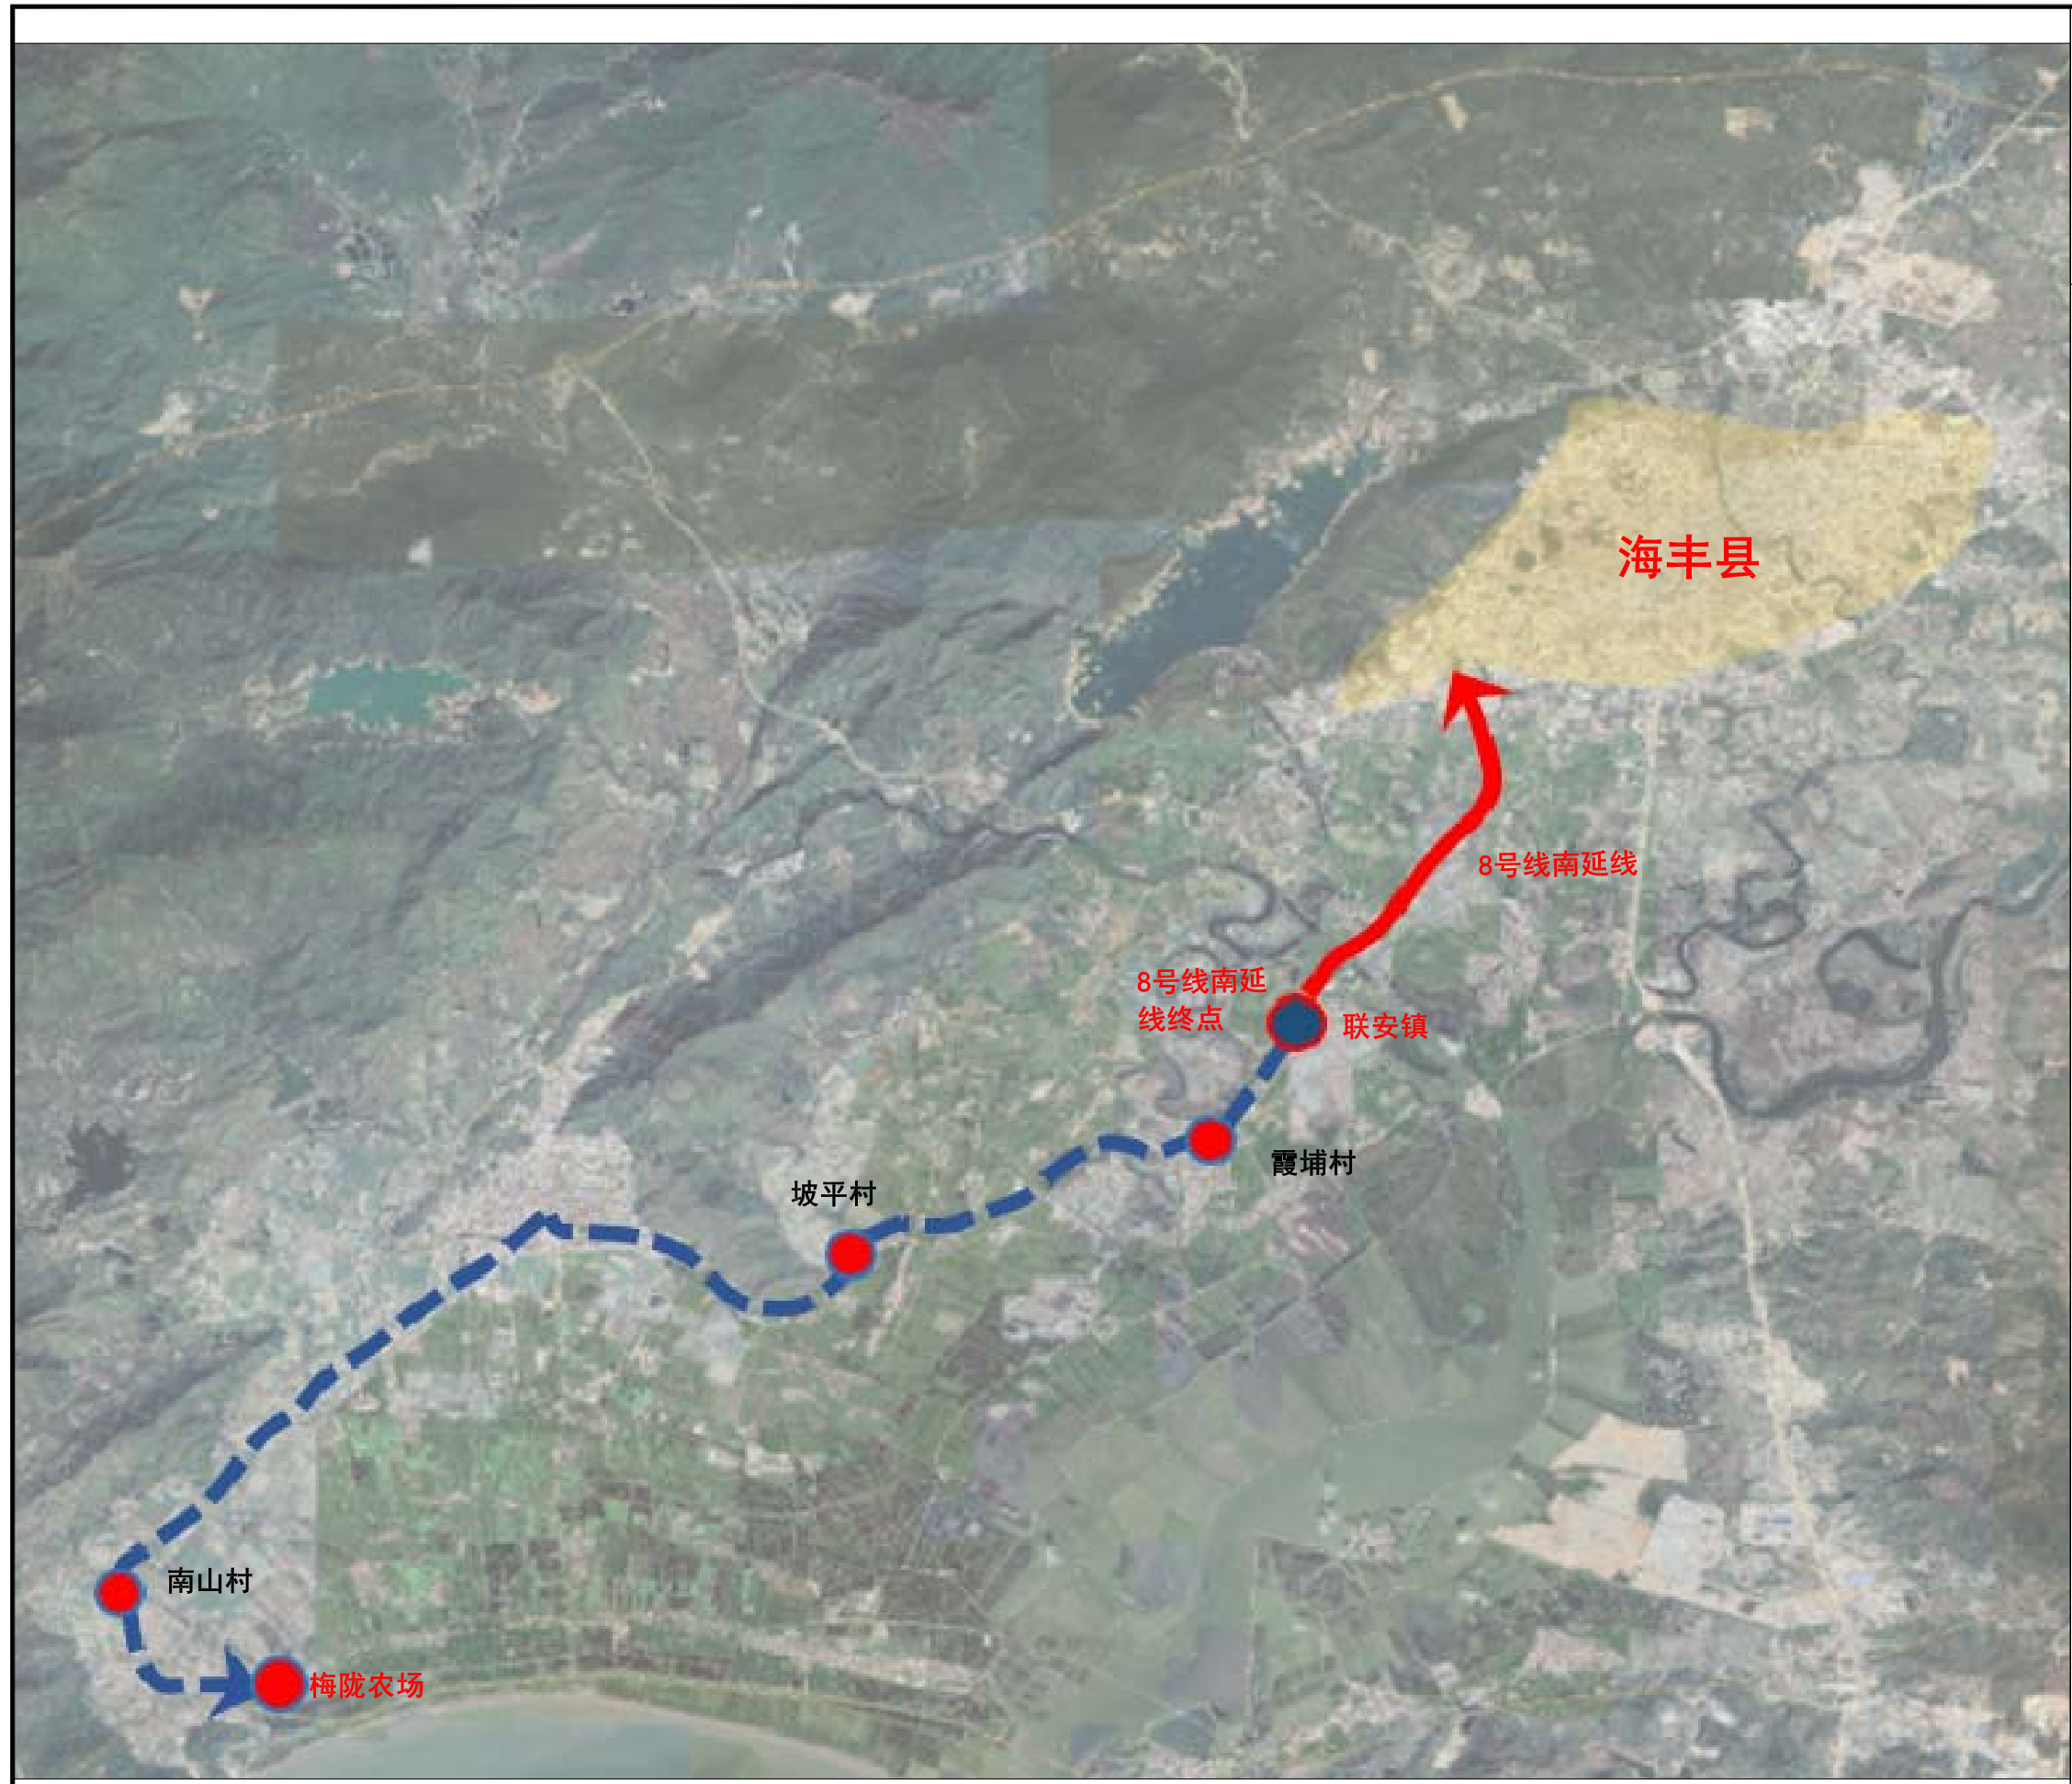 海丰县
8号线南延线
8号线南延
线终点
联安镇
霞埔村
坡平村
南山村
梅陇农场